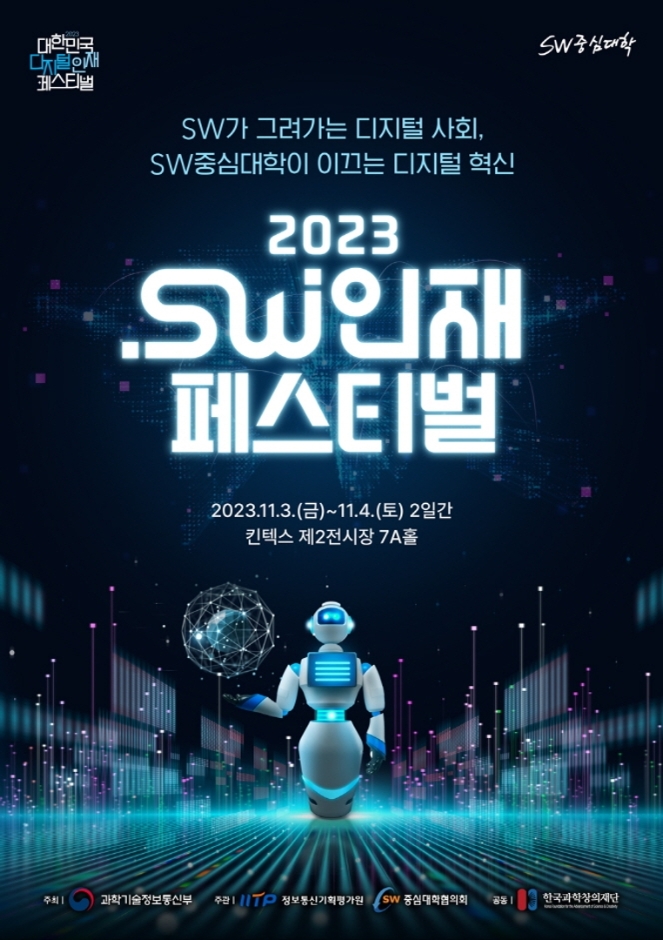 2023
대한민국
디지털인재
페스티벌
SW중심대학
SW가 그려가는 디지털 사회,
SW중심대학이 이끄는 디지털 혁신
2023
.SW인재
페스티벌
2023.11.3.(금)~11.4.(토) 2일간
킨텍스 제2전시장 7A홀
주최 | 과학기술정보통신부 주관 | IITP 정보통신기획평가원 SW 중심대학협의회 공동 | 한국과학창의재단